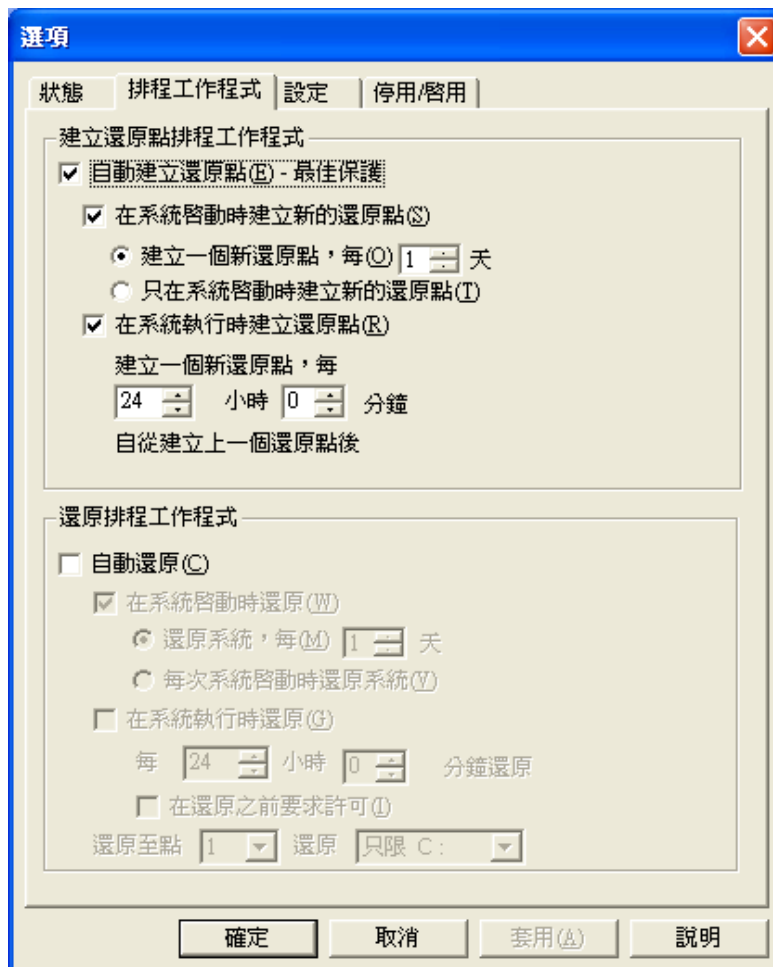 選項
狀態 排程工作程式 設定 停用/啓用
建立還原點排程工作程式
自動建立還原點(E) - 最佳保護
在系統啓動時建立新的還原點(S)
建立一個新還原點，每(O) 1 天
只在系統啓動時建立新的還原點(T)
在系統執行時建立還原點(R)
建立一個新還原點，每
24 小時 0 分鐘
自從建立上一個還原點後
還原排程工作程式
自動還原(C)
在系統啓動時還原(W)
還原系統，每(M) 1 天
每次系統啓動時還原系統(V)
在系統執行時還原(G)
每 24 小時 0 分鐘還原
在還原之前要求許可(I)
還原至點 1 還原 只限 C :
確定 取消 套用(A) 說明